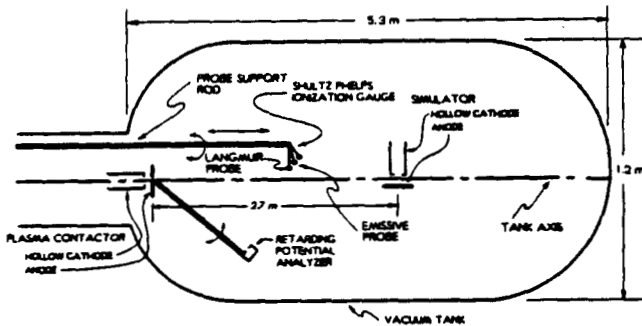 5.3 m
PROBE SUPPORT
ROD
SHULTZ PHELPS
IONIZATION GAUGE
SIMULATOR
HOLLOW CATHODE
ANODE
LANGMUIR
PROBE
1.2 m
2.7 m
EMISSIVE
PROBE
TANK AXIS
PLASMA CONTACTOR
HOLLOW CATHODE
ANODE
RETARDING
POTENTIAL
ANALYZER
VACUUM TANK